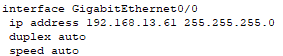 interface GigabitEthernet0/0
 ip address 192.168.13.61 255.255.255.0
 duplex auto
 speed auto